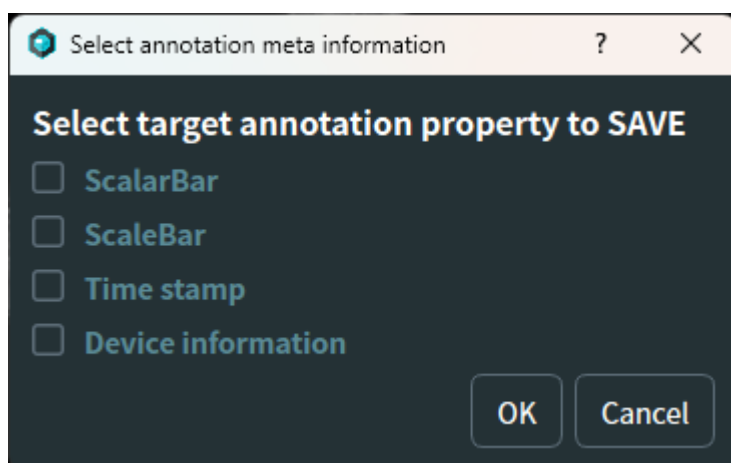 Select annotation meta information ?
Select target annotation property to SAVE
ScalarBar
ScaleBar
Time stamp
Device information
OK Cancel